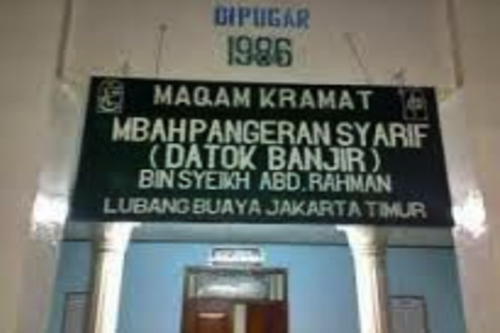 DIPUGAR
1986
MAQAM KRAMAT
MBAH PANGERAN SYARIF
(DATOK BANJIR)
BIN SYEIKH ABD. RAHMAN
LUBANG BUAYA JAKARTA TIMUR